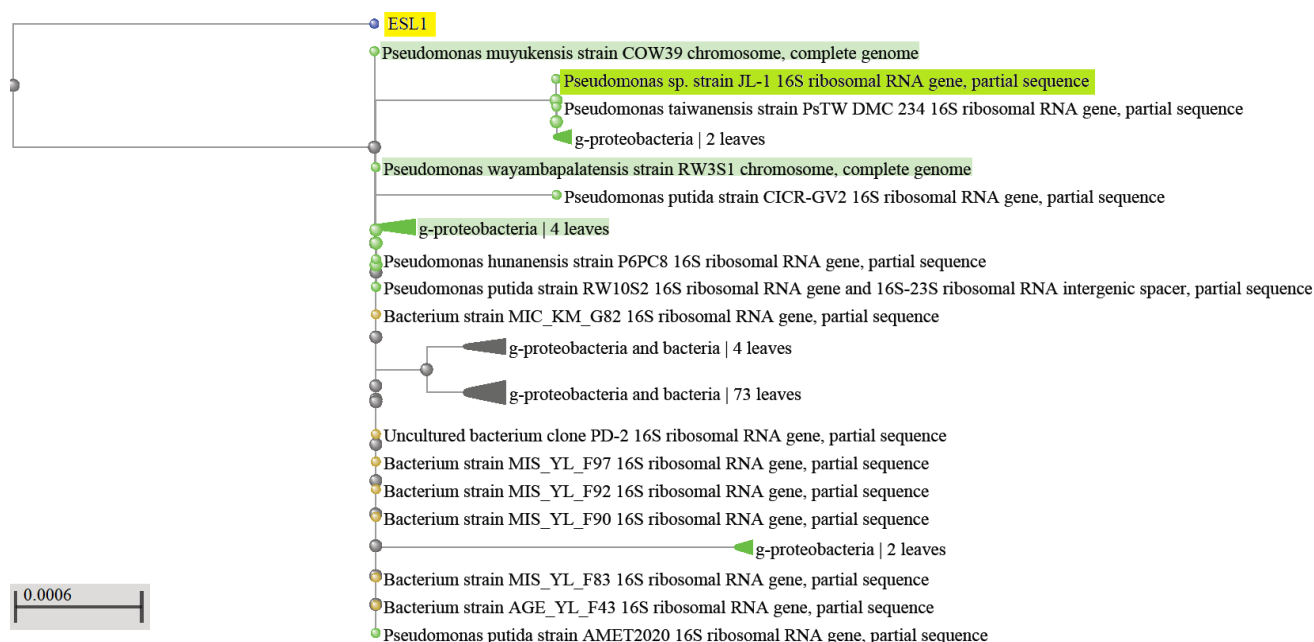 ESL1
Pseudomonas muyukensis strain COW39 chromosome, complete genome
Pseudomonas sp. strain JL-1 16S ribosomal RNA gene, partial sequence
Pseudomonas taiwanensis strain PsTW DMC 234 16S ribosomal RNA gene, partial sequence
g-proteobacteria | 2 leaves
Pseudomonas wayambapalatensis strain RW3S1 chromosome, complete genome
Pseudomonas putida strain CICR-GV2 16S ribosomal RNA gene, partial sequence
g-proteobacteria | 4 leaves
Pseudomonas hunanensis strain P6PC8 16S ribosomal RNA gene, partial sequence
Pseudomonas putida strain RW10S2 16S ribosomal RNA gene and 16S-23S ribosomal RNA intergenic spacer, partial sequence
Bacterium strain MIC_KM_G82 16S ribosomal RNA gene, partial sequence
g-proteobacteria and bacteria | 4 leaves
g-proteobacteria and bacteria | 73 leaves
Uncultured bacterium clone PD-2 16S ribosomal RNA gene, partial sequence
Bacterium strain MIS_YL_F97 16S ribosomal RNA gene, partial sequence
Bacterium strain MIS_YL_F92 16S ribosomal RNA gene, partial sequence
Bacterium strain MIS_YL_F90 16S ribosomal RNA gene, partial sequence
g-proteobacteria | 2 leaves
Bacterium strain MIS_YL_F83 16S ribosomal RNA gene, partial sequence
0.0006
Bacterium strain AGE_YL_F43 16S ribosomal RNA gene, partial sequence
Pseudomonas putida strain AMET2020 16S ribosomal RNA gene, partial sequence